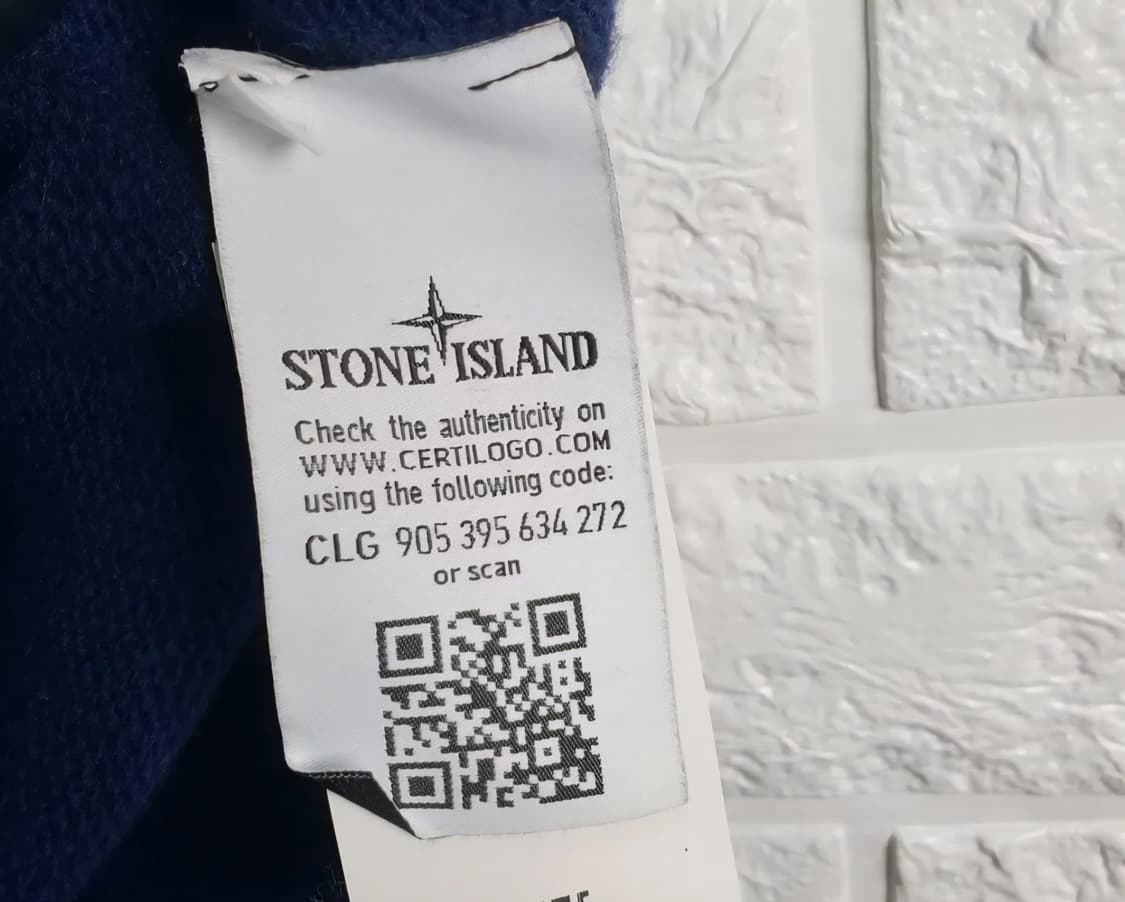 STONE ISLAND
Check the authenticity on
WWW.CERTILOGO.COM
using the following code:
CLG 905 395 634 272
or scan